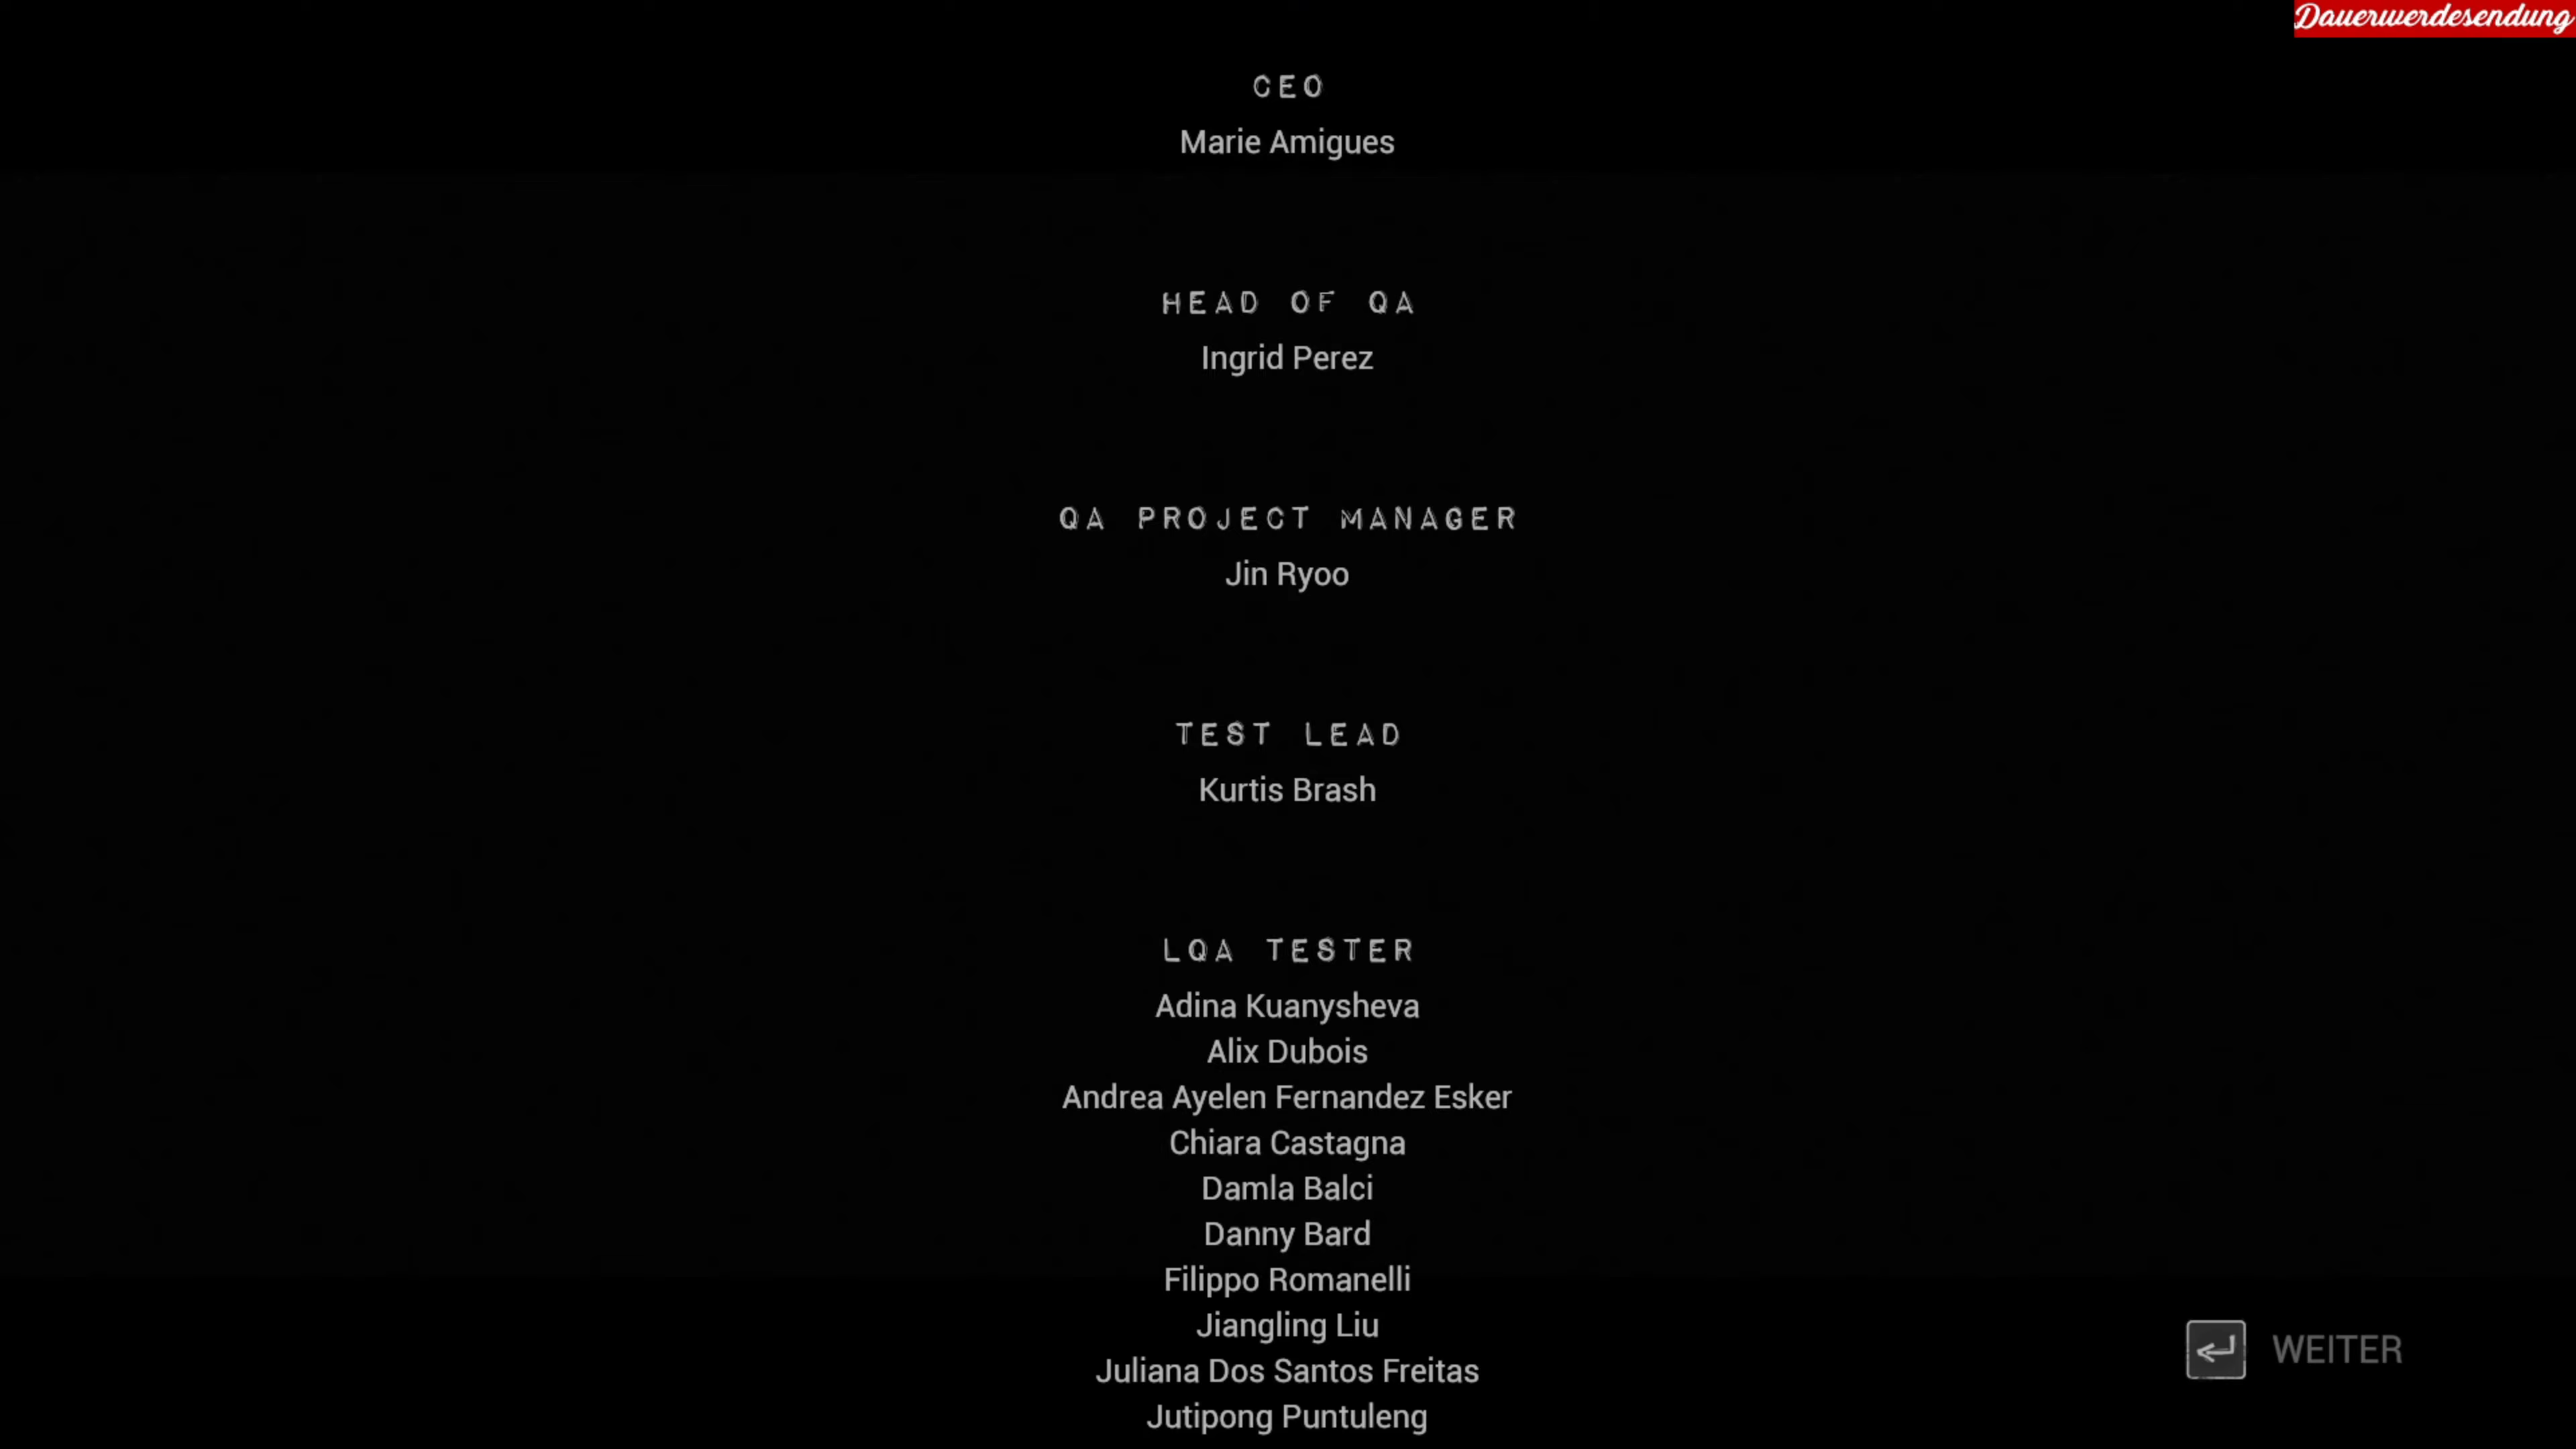 Dauerwerdesendung
CEO
Marie Amigues
HEAD OF QA
Ingrid Perez
QA PROJECT MANAGER
Jin Ryoo
TEST LEAD
Kurtis Brash
LQA TESTER
Adina Kuanysheva
Alix Dubois
Andrea Ayelen Fernandez Esker
Chiara Castagna
Damla Balci
Danny Bard
Filippo Romanelli
Jiangling Liu
Juliana Dos Santos Freitas
Jutipong Puntuleng
WEITER